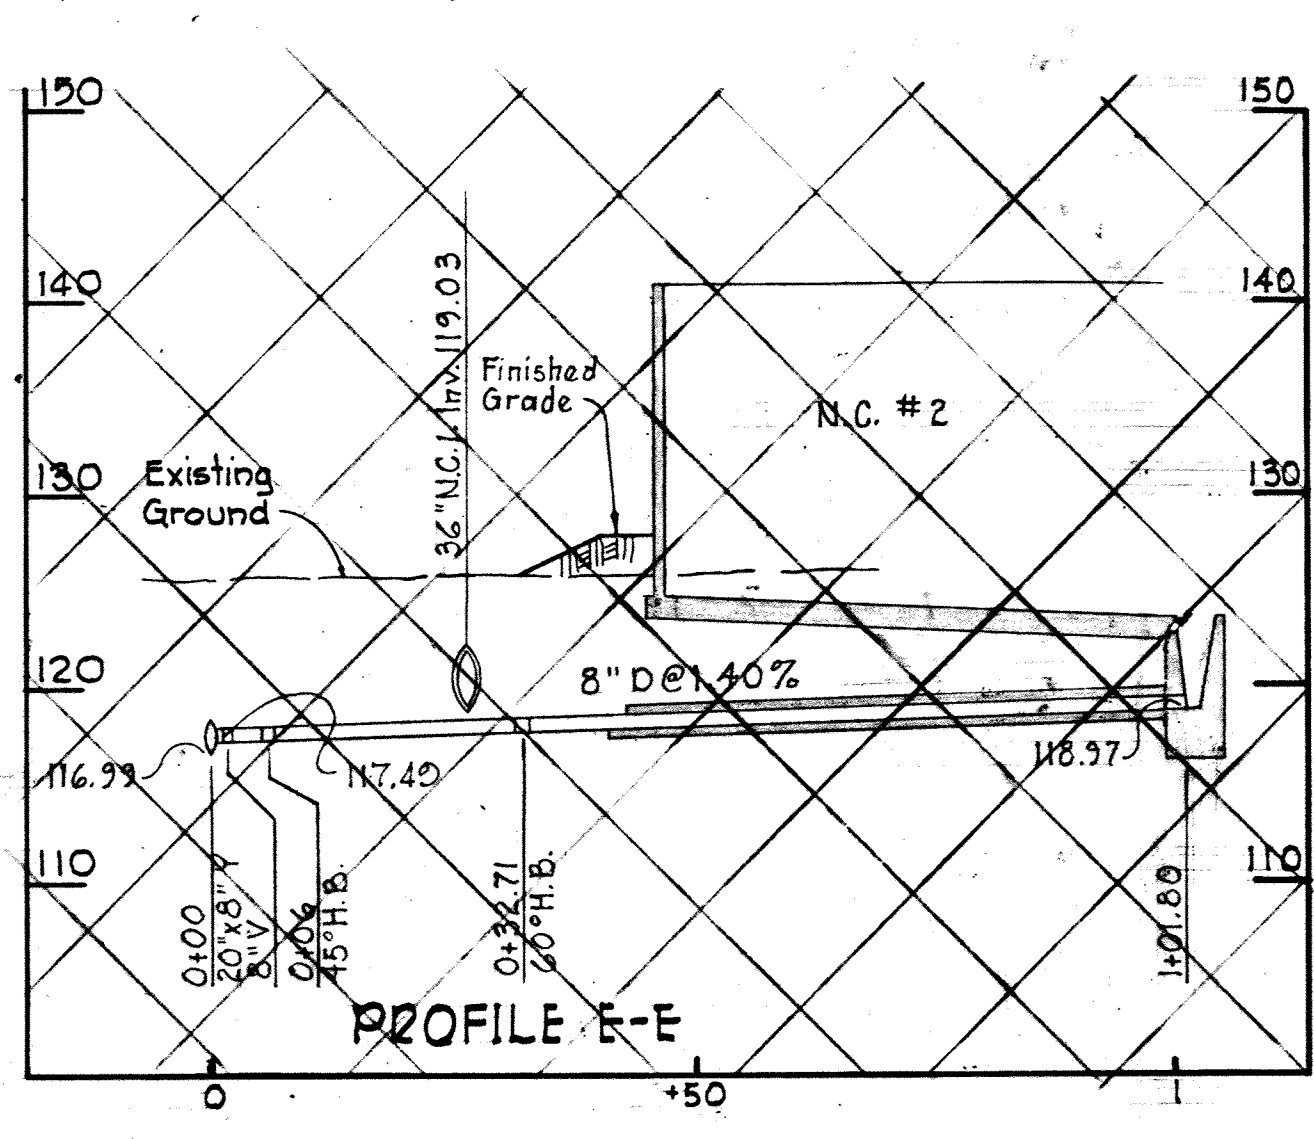 150
150
140
140
36"N.C.L. Inv. 119.03
Finished
Grade
N.C. #2
130
130
Existing
Ground
120
8" D @ 1.40%
116.99
117.49
118.97
110
110
0+00
20"x8" Y
8" V
0+06
45° H.B.
0+32.71
60° H.B.
1+01.80
PROFILE E-E
0
+50
1